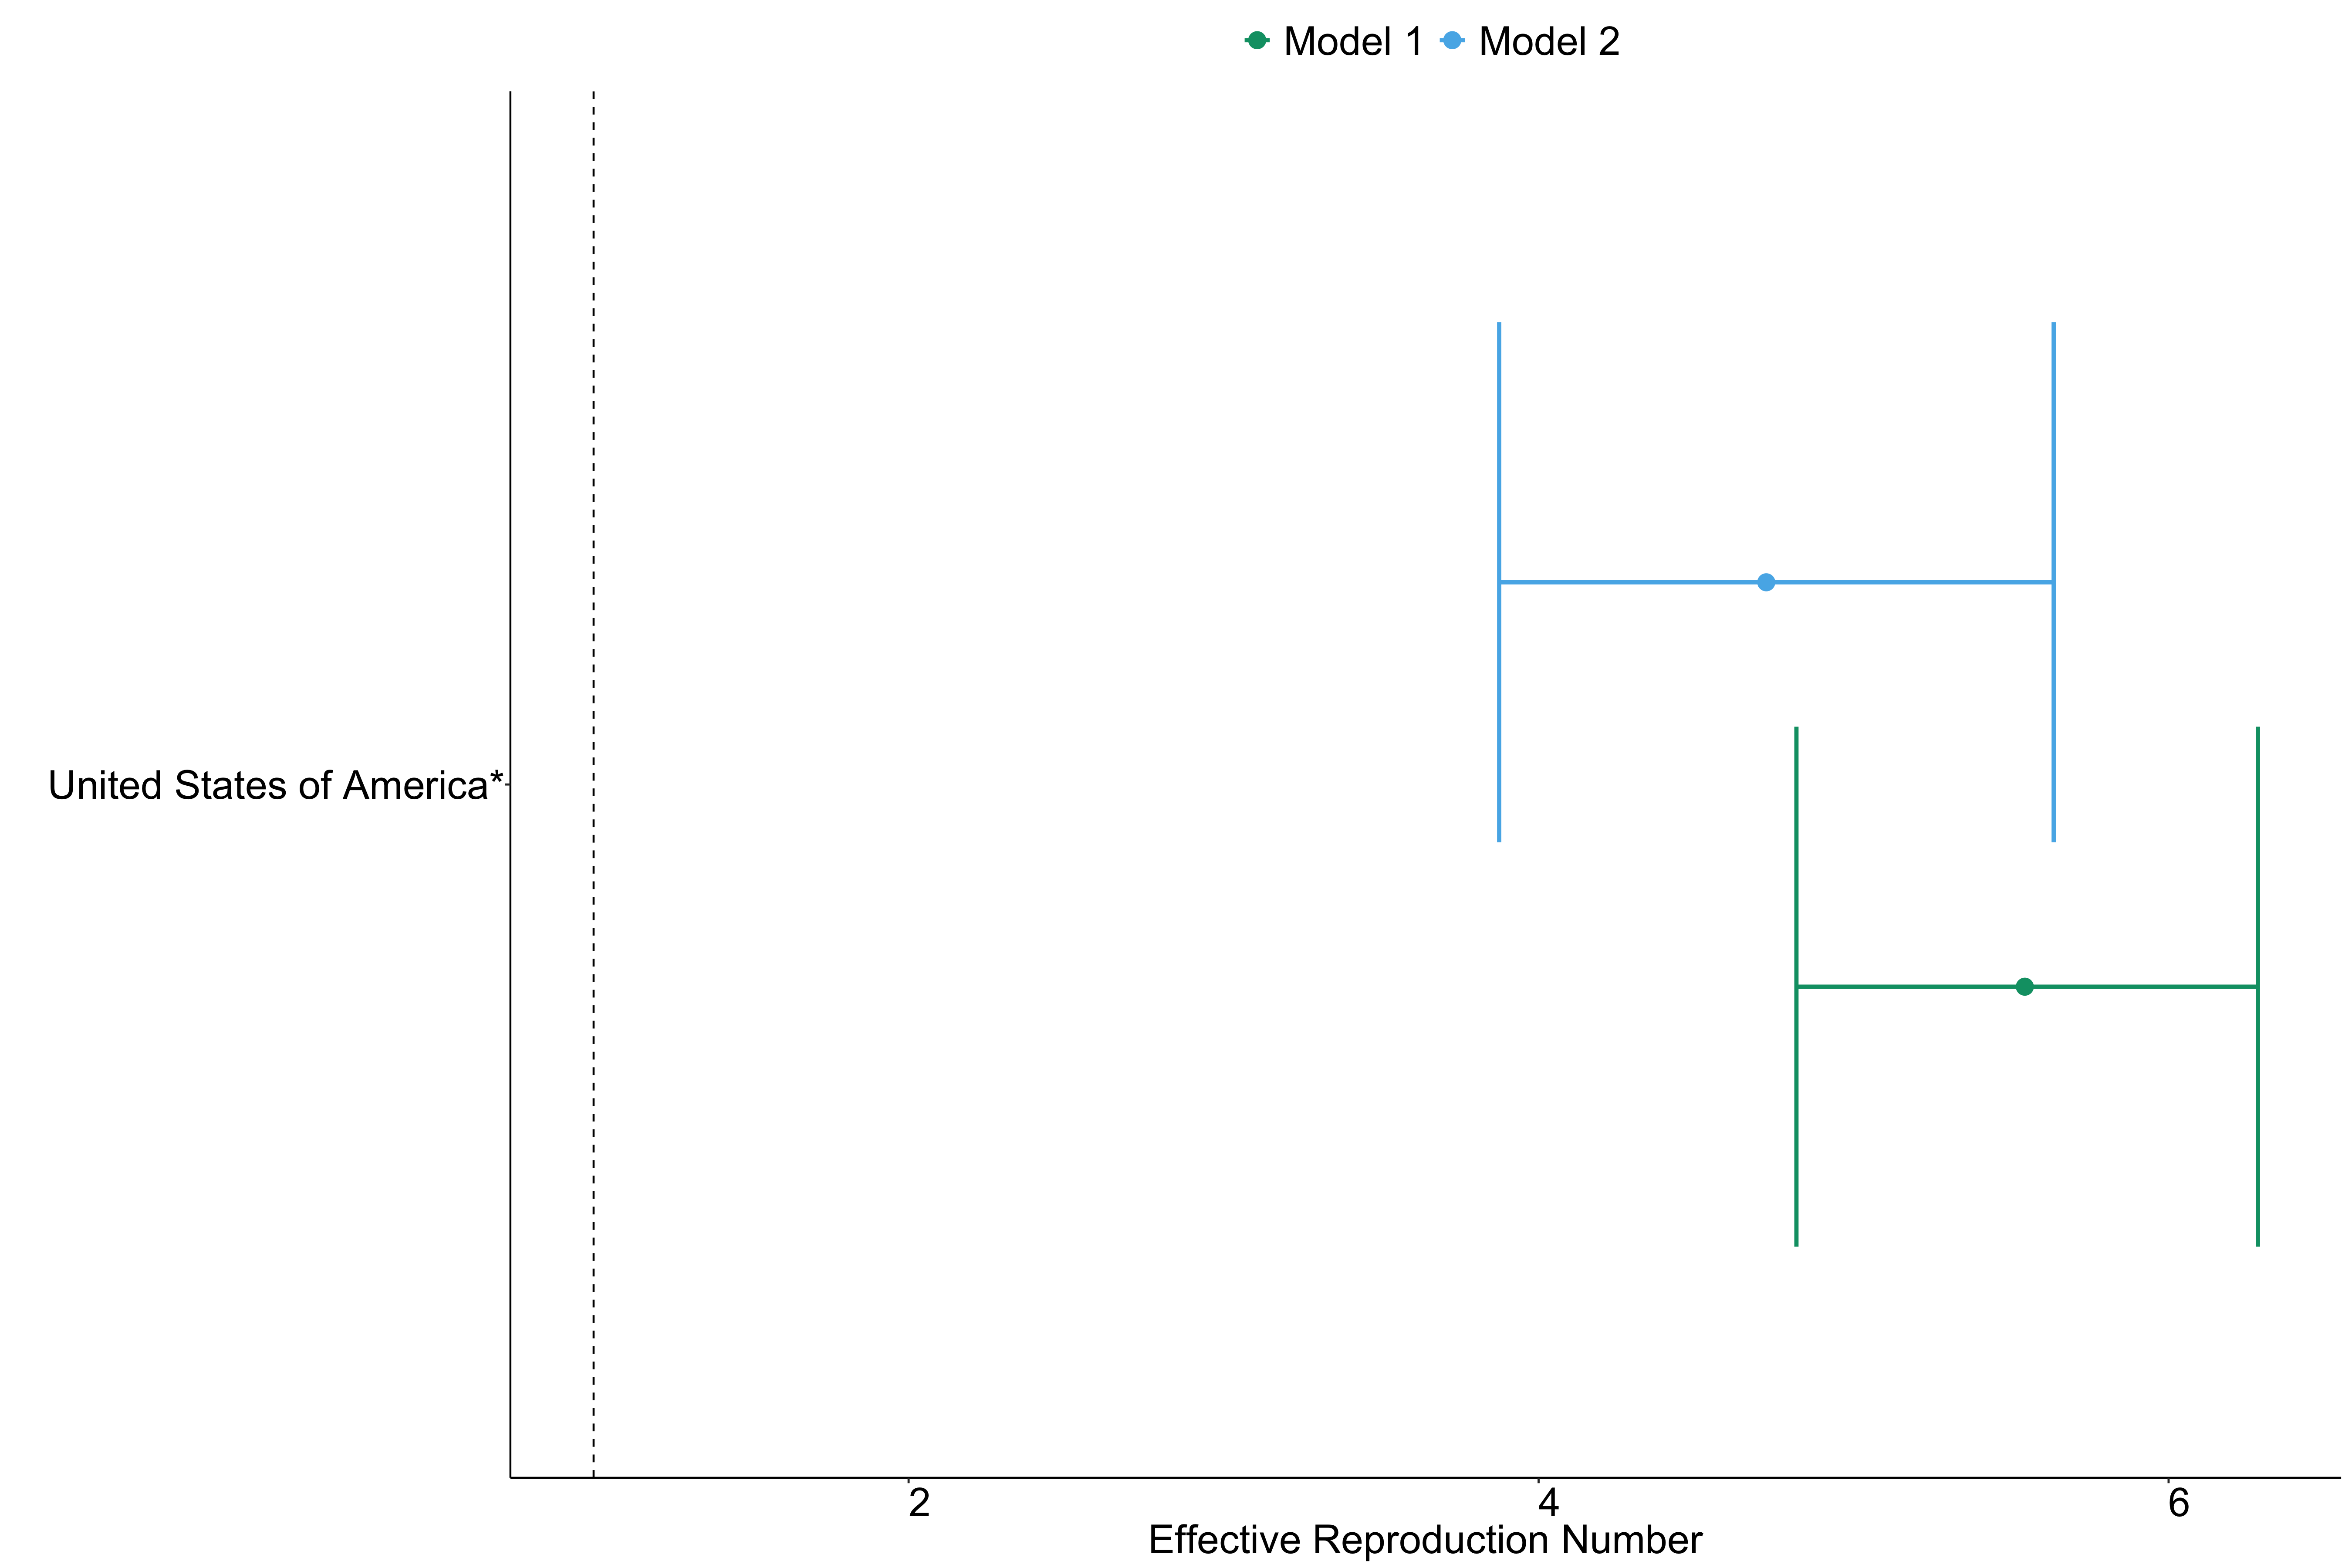 Model 1 Model 2
United States of America*
2 4 6
Effective Reproduction Number